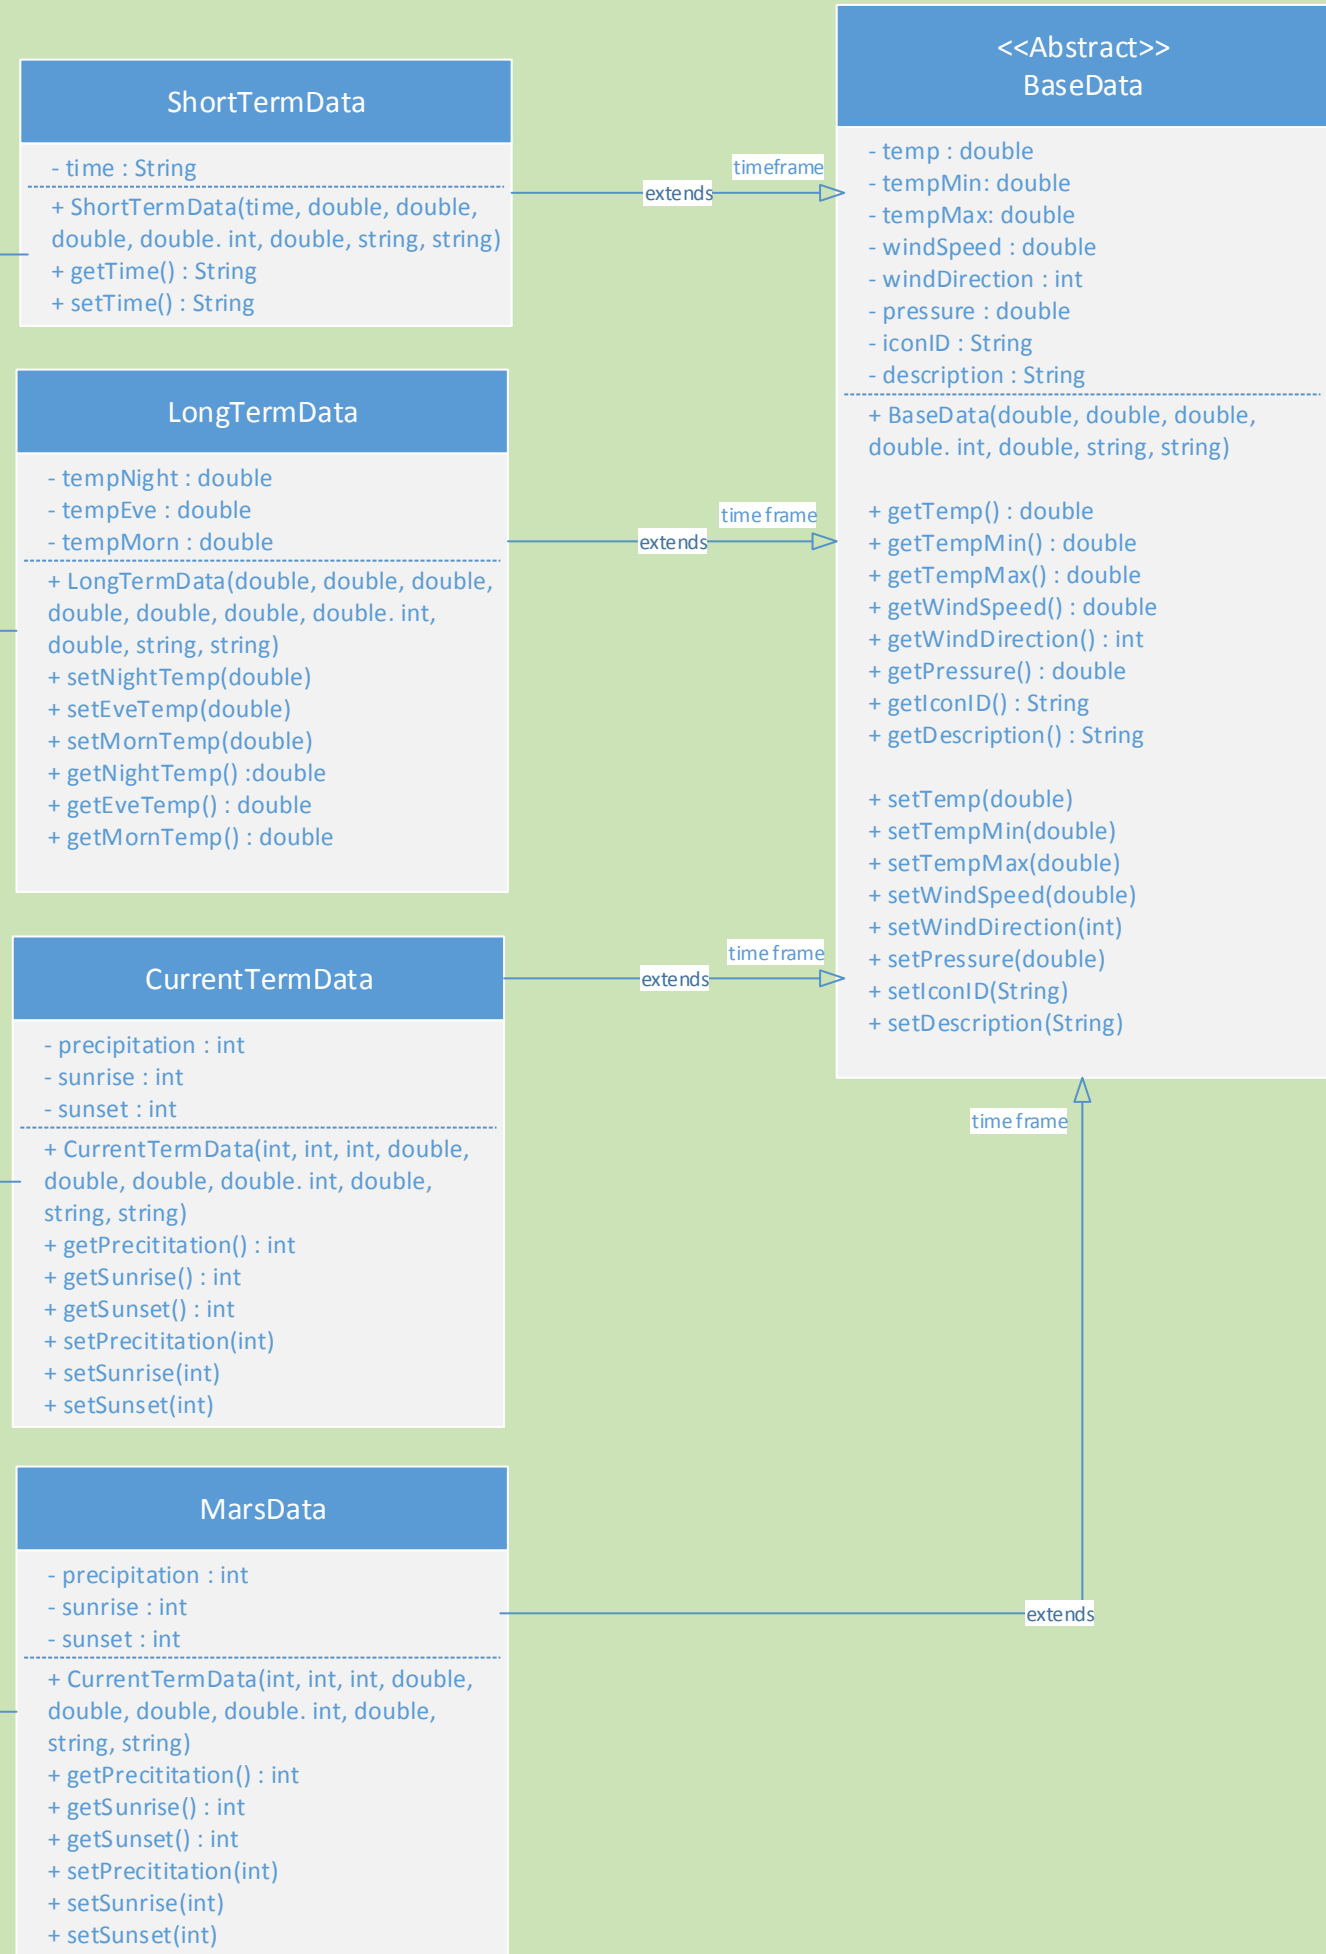 ShortTermData
- time : String
+ ShortTermData(time, double, double,
double, double. int, double, string, string)
+ getTime() : String
+ setTime() : String
timeframe
extends
<<Abstract>>
BaseData
- temp : double
- tempMin: double
- tempMax: double
- windSpeed : double
- windDirection : int
- pressure : double
- iconID : String
- description : String
+ BaseData(double, double, double,
double. int, double, string, string)
+ getTemp() : double
+ getTempMin() : double
+ getTempMax() : double
+ getWindSpeed() : double
+ getWindDirection() : int
+ getPressure() : double
+ getIconID() : String
+ getDescription() : String
+ setTemp(double)
+ setTempMin(double)
+ setTempMax(double)
+ setWindSpeed(double)
+ setWindDirection(int)
+ setPressure(double)
+ setIconID(String)
+ setDescription(String)
LongTermData
- tempNight : double
- tempEve : double
- tempMorn : double
+ LongTermData(double, double, double,
double, double, double, double. int,
double, string, string)
+ setNightTemp(double)
+ setEveTemp(double)
+ setMornTemp(double)
+ getNightTemp() :double
+ getEveTemp() : double
+ getMornTemp() : double
time frame
extends
CurrentTermData
- precipitation : int
- sunrise : int
- sunset : int
+ CurrentTermData(int, int, int, double,
double, double, double. int, double,
string, string)
+ getPrecititation() : int
+ getSunrise() : int
+ getSunset() : int
+ setPrecititation(int)
+ setSunrise(int)
+ setSunset(int)
time frame
extends
time frame
MarsData
- precipitation : int
- sunrise : int
- sunset : int
+ CurrentTermData(int, int, int, double,
double, double, double. int, double,
string, string)
+ getPrecititation() : int
+ getSunrise() : int
+ getSunset() : int
+ setPrecititation(int)
+ setSunrise(int)
+ setSunset(int)
extends